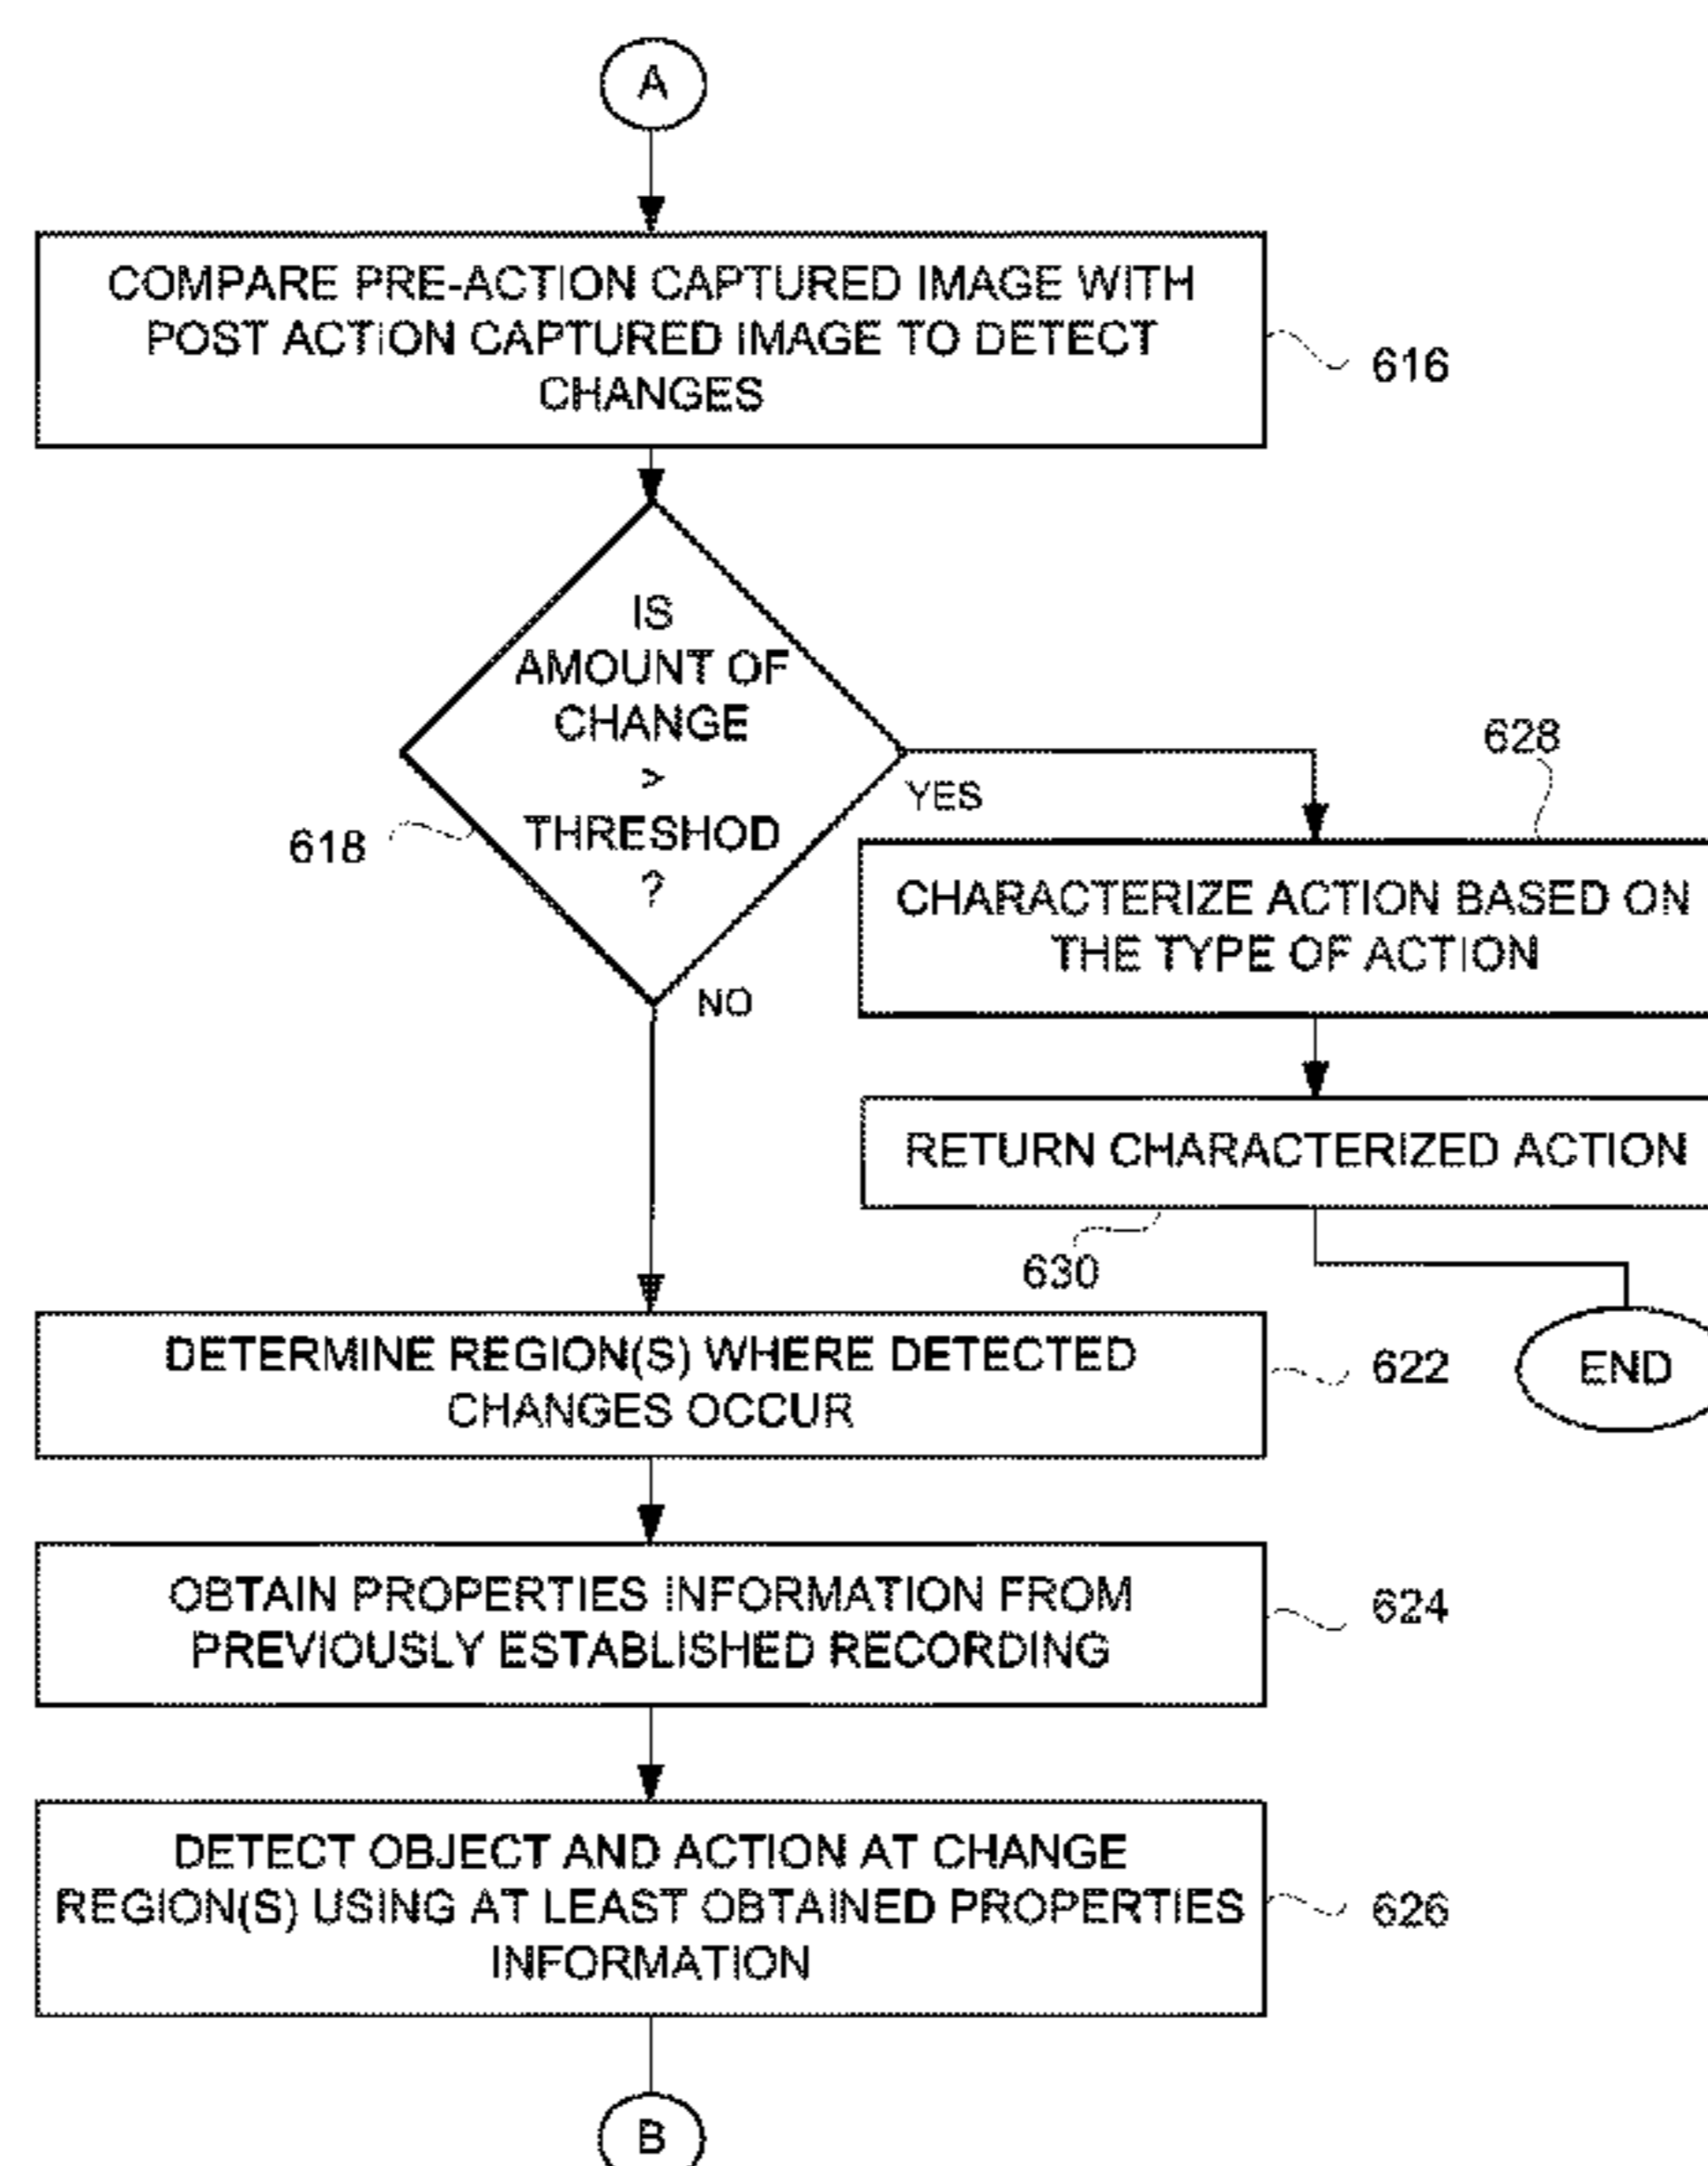 A
COMPARE PRE-ACTION CAPTURED IMAGE WITH
POST ACTION CAPTURED IMAGE TO DETECT
CHANGES
616
IS
AMOUNT OF
CHANGE
>
THRESHOD
?
618
YES
NO
628
CHARACTERIZE ACTION BASED ON
THE TYPE OF ACTION
RETURN CHARACTERIZED ACTION
630
END
DETERMINE REGION(S) WHERE DETECTED
CHANGES OCCUR
622
OBTAIN PROPERTIES INFORMATION FROM
PREVIOUSLY ESTABLISHED RECORDING
624
DETECT OBJECT AND ACTION AT CHANGE
REGION(S) USING AT LEAST OBTAINED PROPERTIES
INFORMATION
626
B